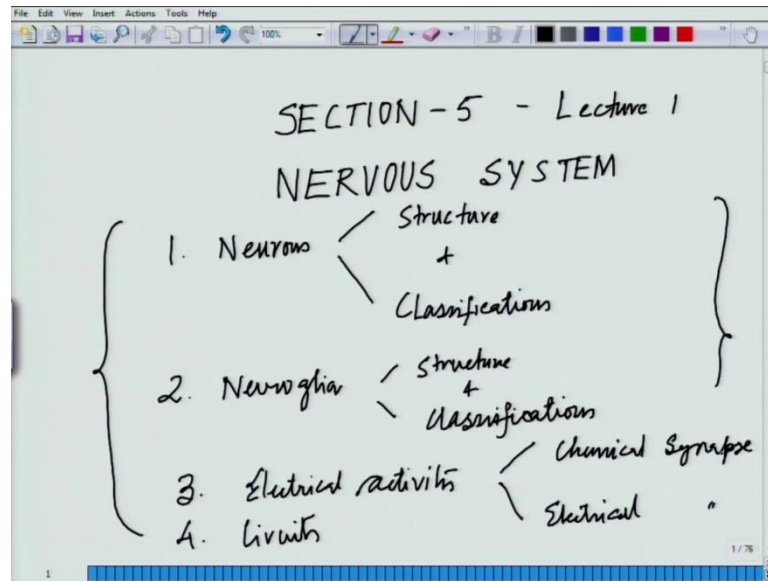 File Edit View Insert Actions Tools Help
100%
B I
SECTION-5 - Lecture 1
NERVOUS SYSTEM
1. Neurons
Structure
+
Classifications
2. Neuroglia
Structure
+
Classifications
3. Electrical activity
Chemical Synapse
Electrical "
4. Circuits
1/76
1